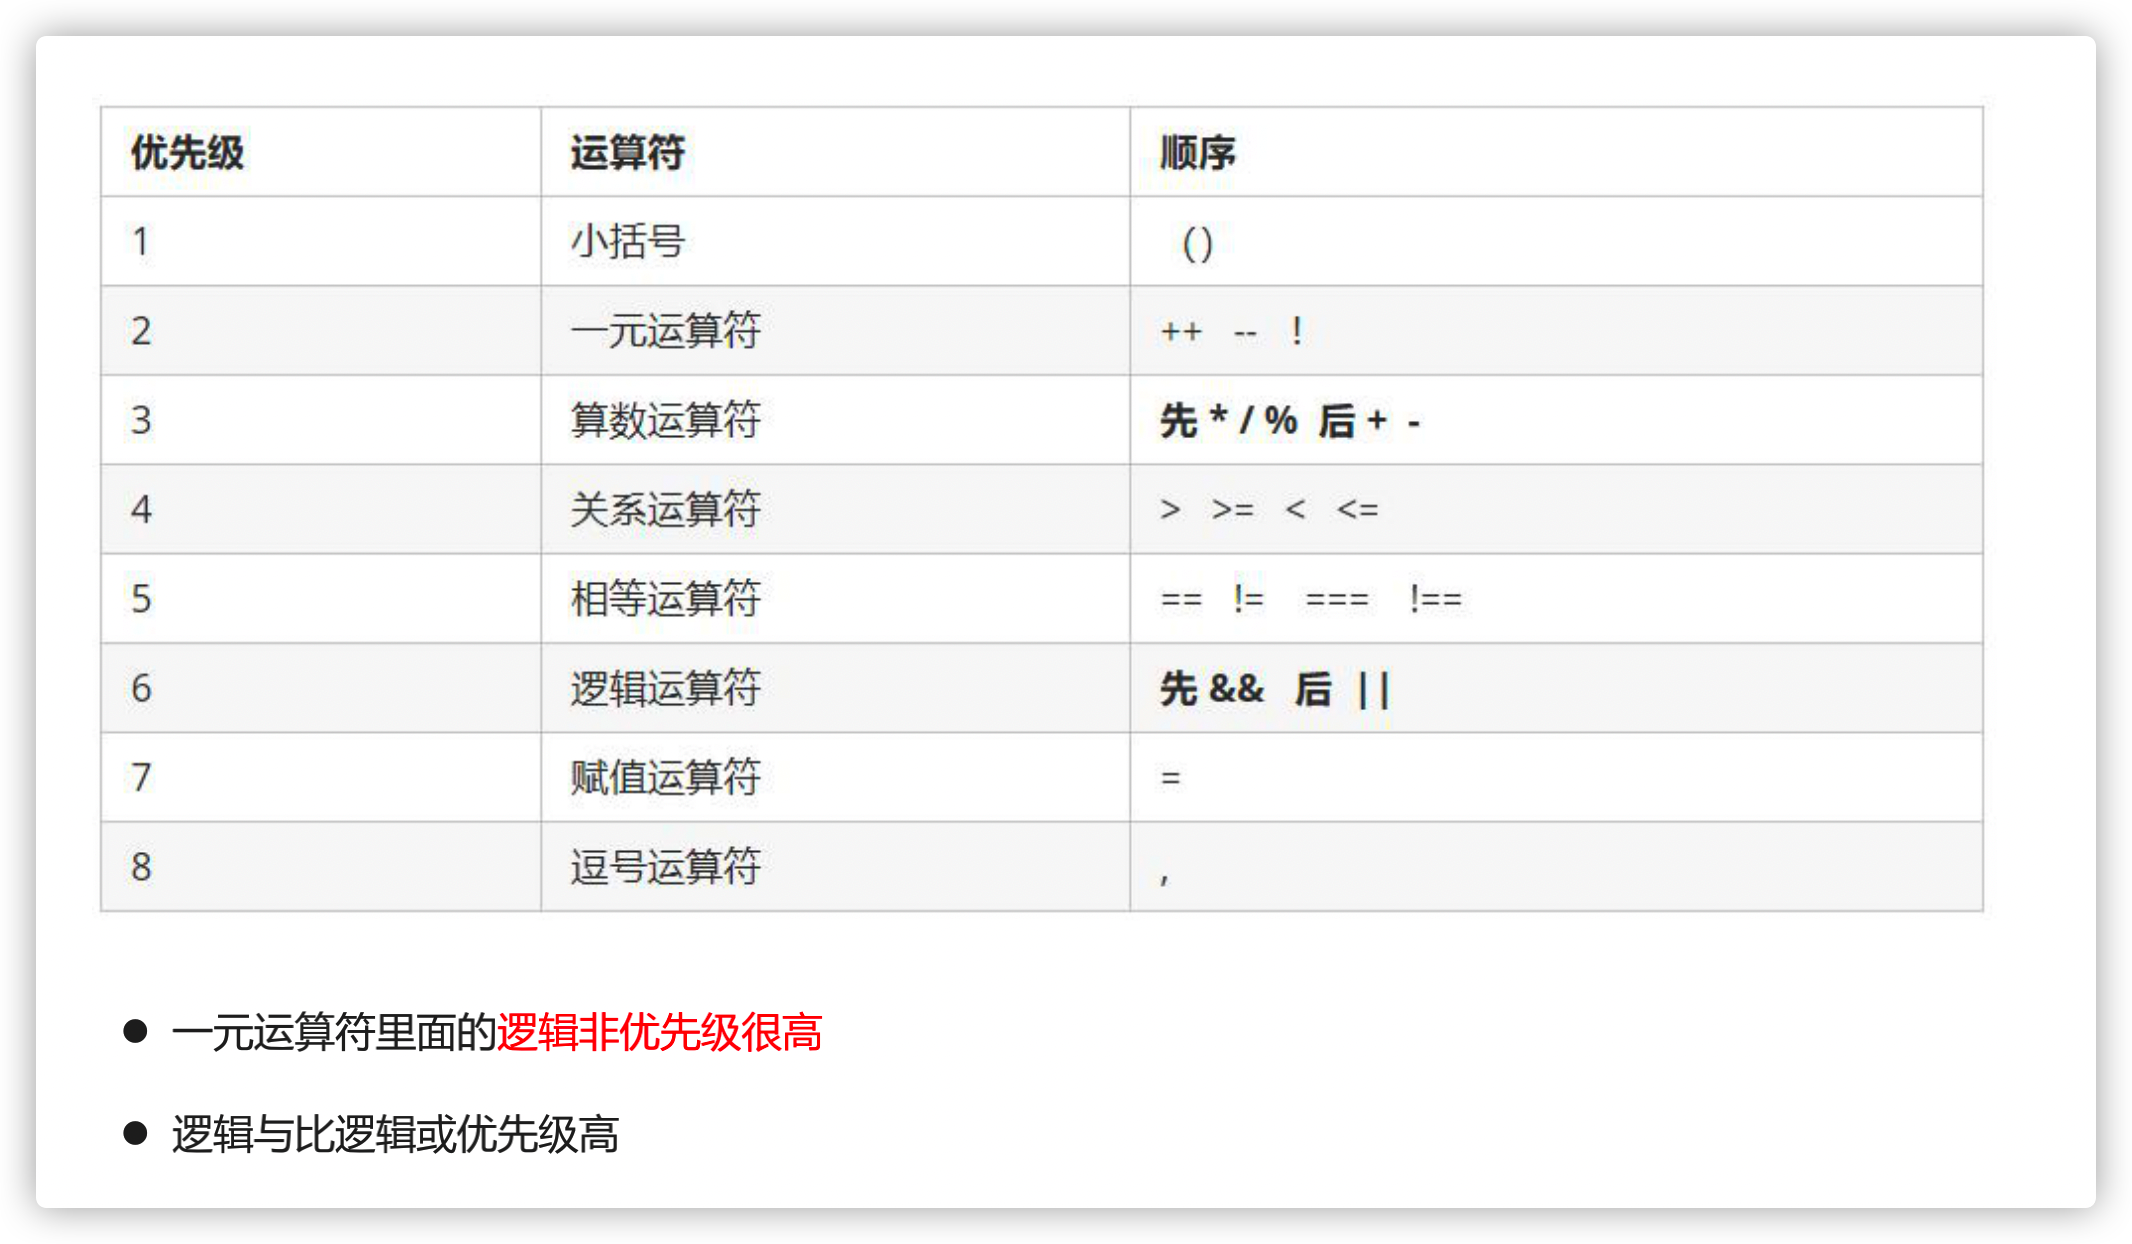 优先级 运算符 顺序
1 小括号 ()
2 一元运算符 ++ -- !
3 算数运算符 先 * / % 后 + -
4 关系运算符 > >= < <=
5 相等运算符 == != === !==
6 逻辑运算符 先 && 后 ||
7 赋值运算符 =
8 逗号运算符 ,
● 一元运算符里面的逻辑非优先级很高
● 逻辑与比逻辑或优先级高